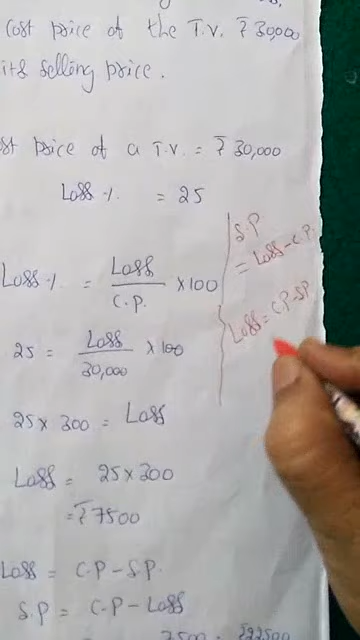 cost price of the T.V. ₹30,000
its selling price.
price of a T.V. = ₹30,000
Loss % = 25
Loss % = Loss / C.P. × 100
S.P
= Loss - C.P.
Loss = C.P - SP
25 = Loss / 30,000 × 100
25 × 300 = Loss
Loss = 25 × 300
= ₹7500
Loss = C.P - S.P.
S.P = C.P - Loss